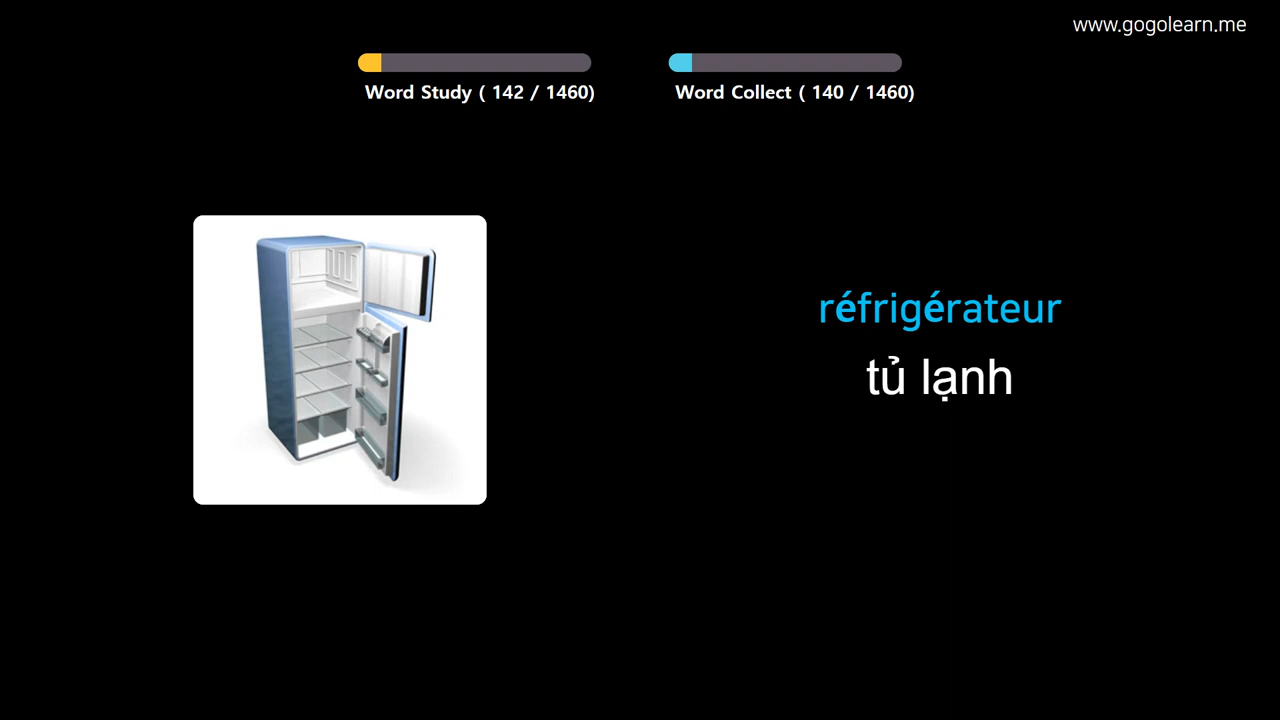 www.gogolearn.me
Word Study ( 142 / 1460)
Word Collect ( 140 / 1460)
réfrigérateur
tủ lạnh